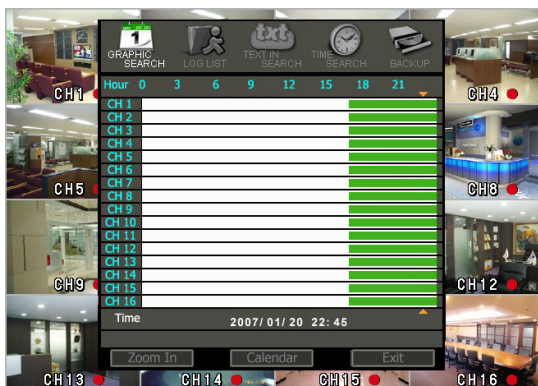 1
txt
GRAPHIC SEARCH
LOG LIST
TEXT IN SEARCH
TIME SEARCH
BACKUP
Hour 0 3 6 9 12 15 18 21
CH 1
CH 2
CH 3
CH 4
CH 5
CH 6
CH 7
CH 8
CH 9
CH 10
CH 11
CH 12
CH 13
CH 14
CH 15
CH 16
Time 2007/01/20 22:45
Zoom In Calendar Exit
CH1
CH4
CH5
CH8
CH9
CH12
CH13
CH14
CH15
CH16